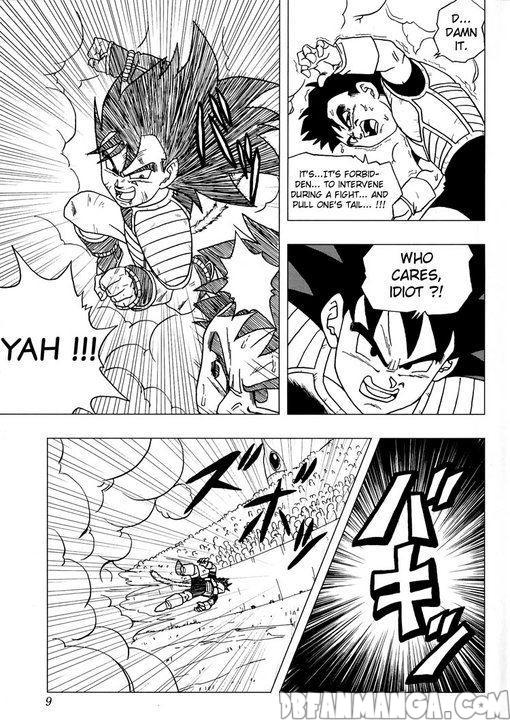 D...
DAMN
IT.
IT'S...IT'S FORBID-
DEN... TO INTERVENE
DURING A FIGHT... AND
PULL ONE'S TAIL... !!!
WHO
CARES,
IDIOT ?!
YAH !!!
バキッ
ズボッ
9
DBFANMANGA.COM